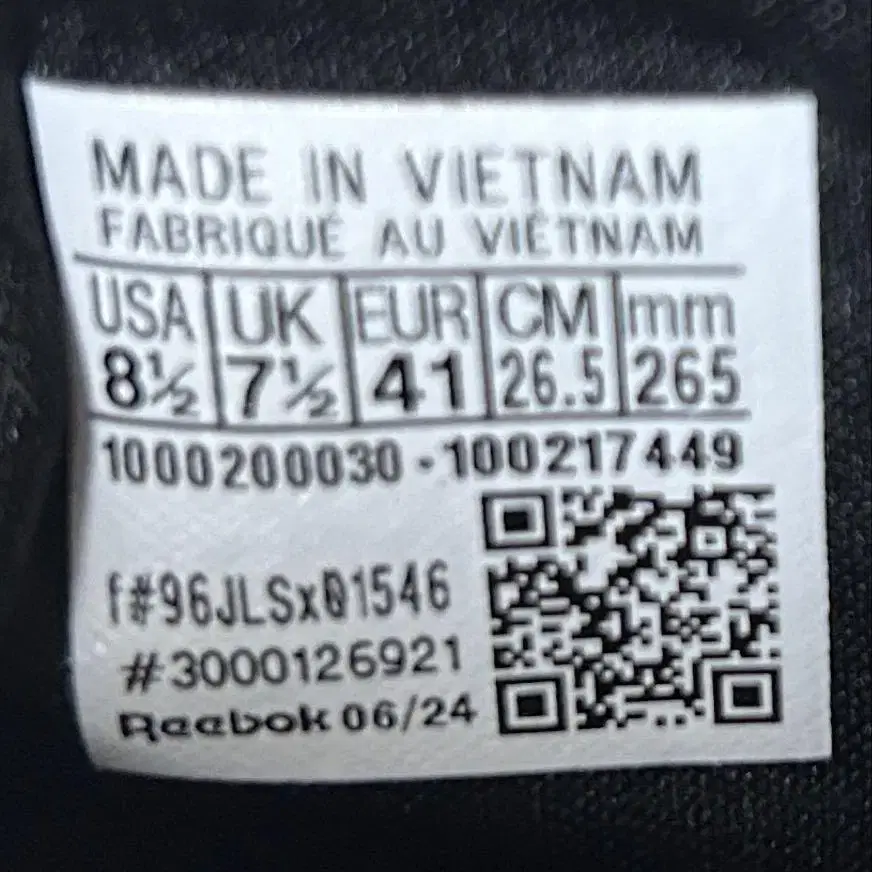 MADE IN VIETNAM
FABRIQUÉ AU VIÊTNAM
USA UK EUR CM mm
8½ 7½ 41 26.5 265
1000200030-100217449
f#96JLSx01546
#3000126921
Reebok 06/24